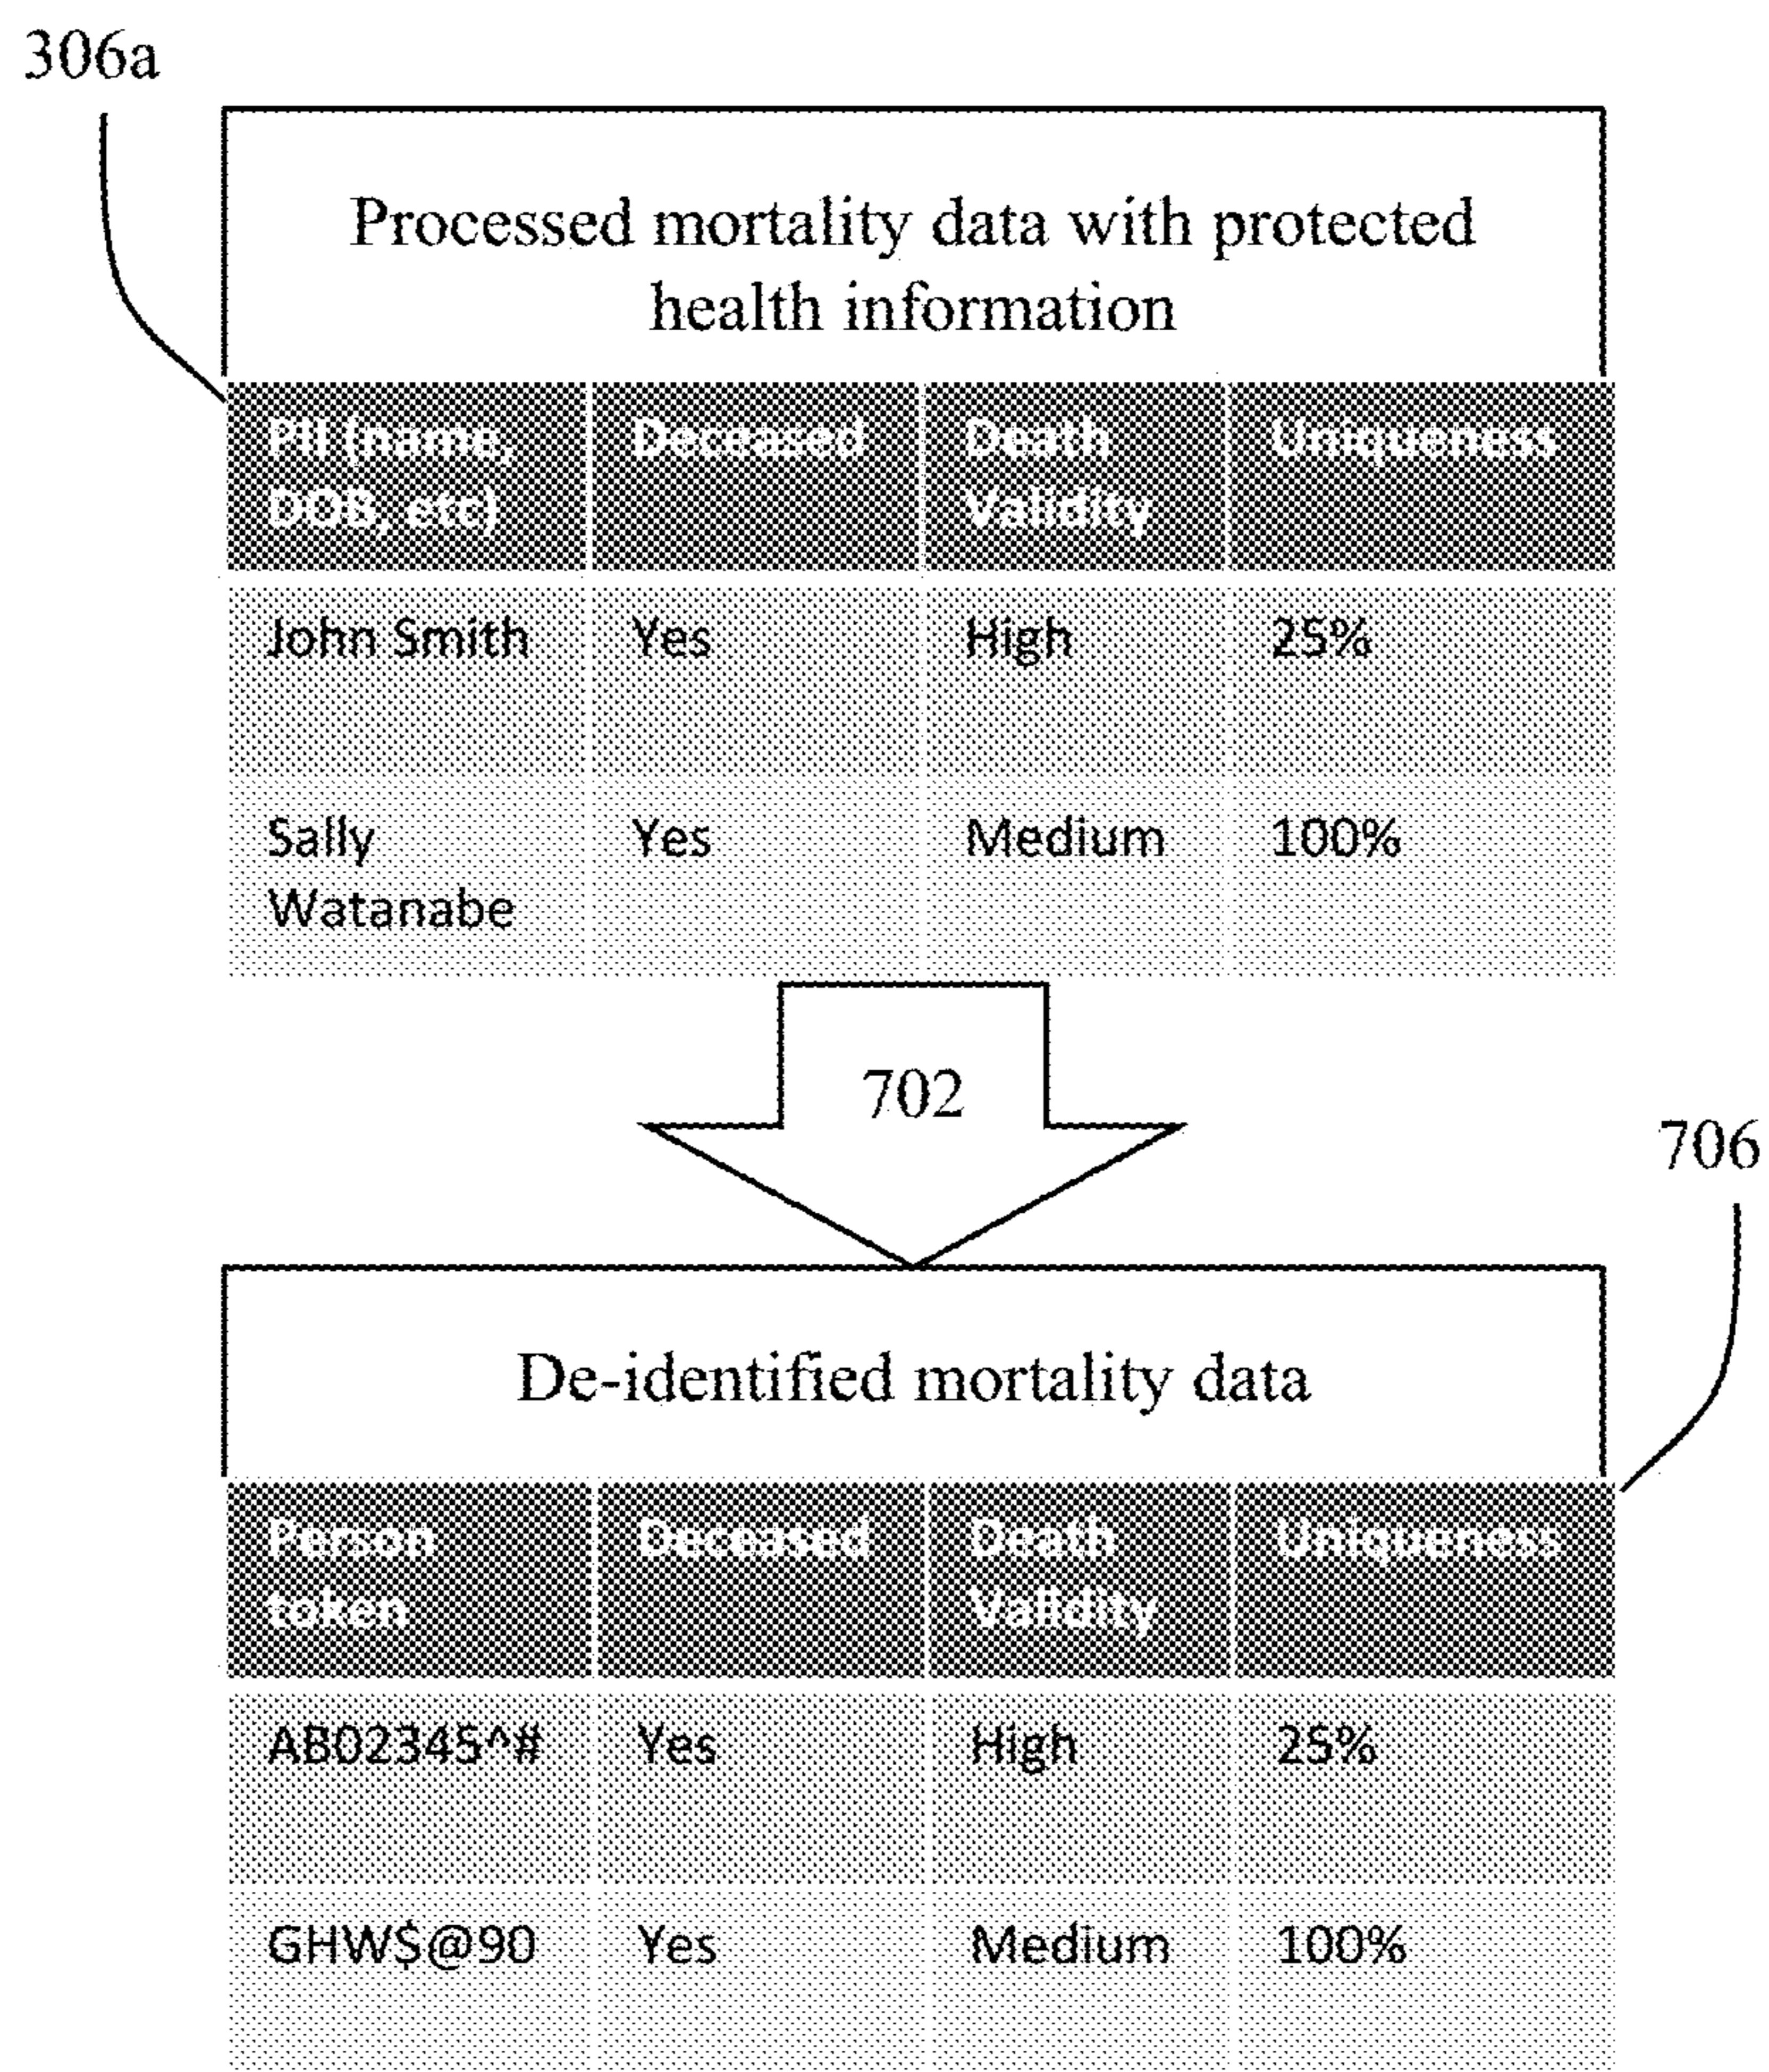 306a
Processed mortality data with protected
health information
PII (name, Deceased Death Uniqueness
DOB, etc) Validity
John Smith Yes High 25%
Sally Yes Medium 100%
Watanabe
702
706
De-identified mortality data
Person Deceased Death Uniqueness
token Validity
AB02345^# Yes High 25%
GHW$@90 Yes Medium 100%